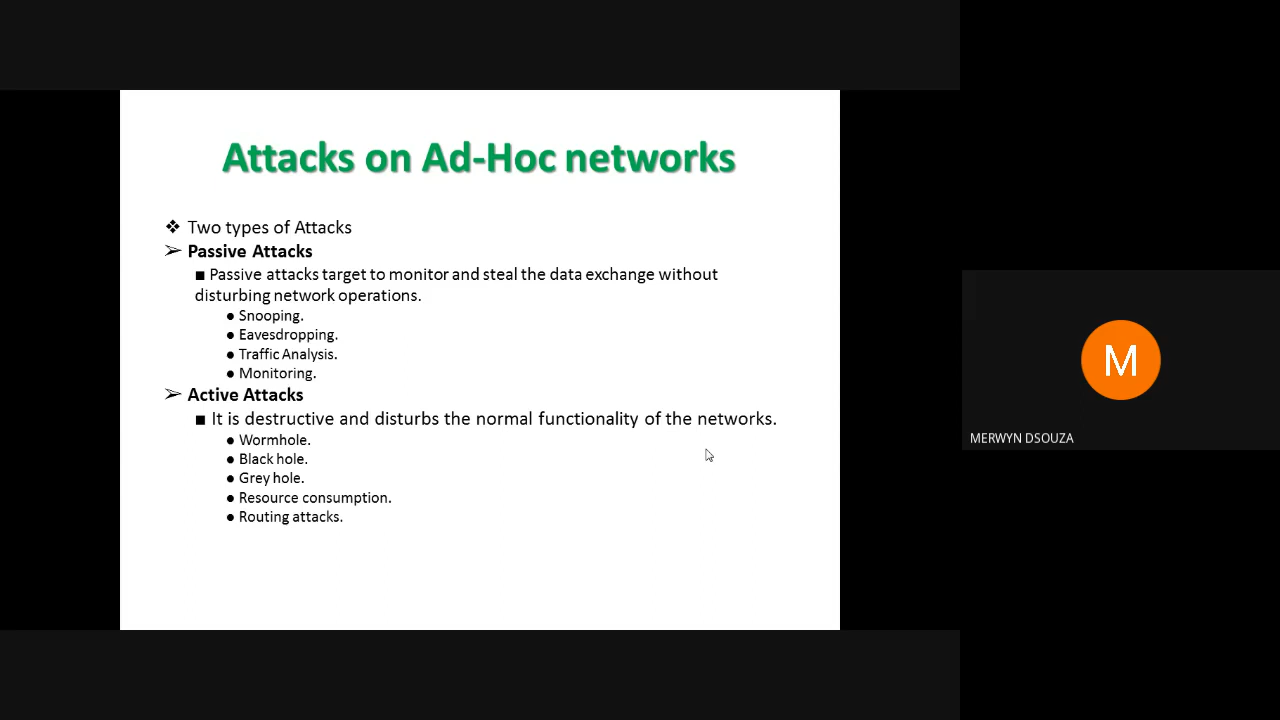 Attacks on Ad-Hoc networks
❖ Two types of Attacks
➢ Passive Attacks
■ Passive attacks target to monitor and steal the data exchange without
disturbing network operations.
● Snooping.
● Eavesdropping.
● Traffic Analysis.
● Monitoring.
➢ Active Attacks
■ It is destructive and disturbs the normal functionality of the networks.
● Wormhole.
● Black hole.
● Grey hole.
● Resource consumption.
● Routing attacks.
M
MERWYN DSOUZA